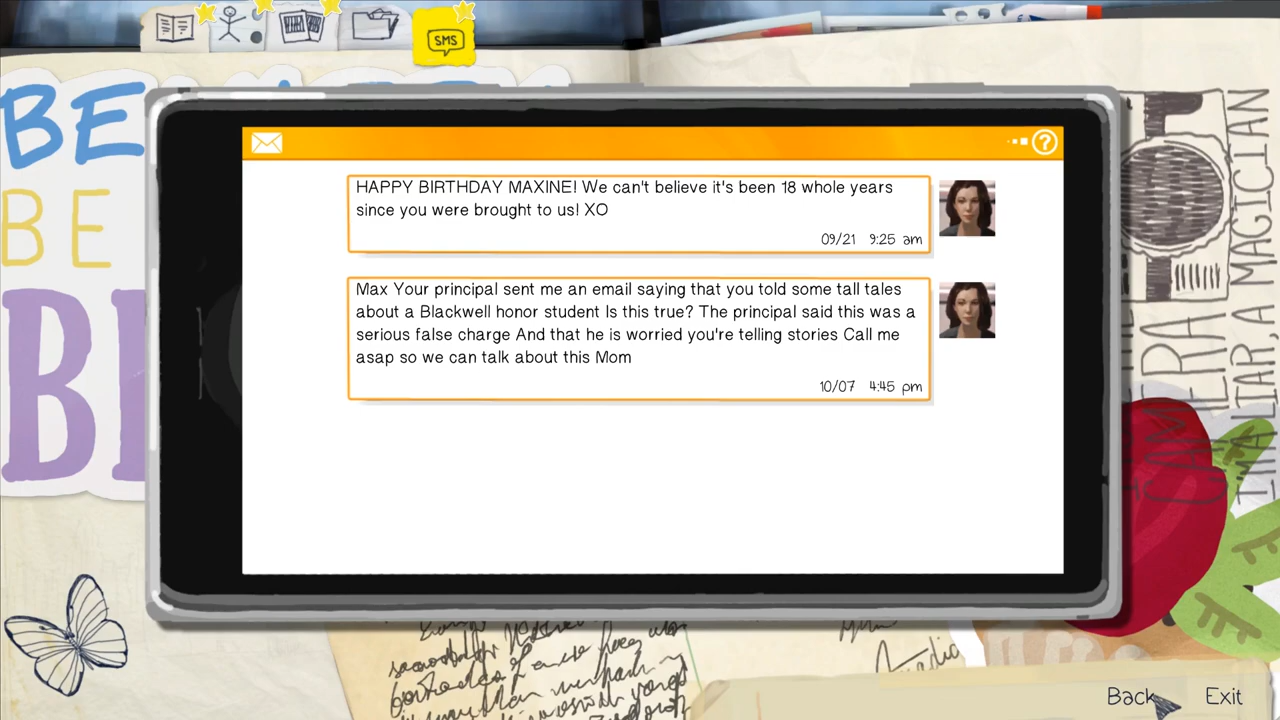 SMS
BE
BE
HAPPY BIRTHDAY MAXINE! We can't believe it's been 18 whole years
since you were brought to us! XO
09/21 9:25 am
Max Your principal sent me an email saying that you told some tall tales
about a Blackwell honor student Is this true? The principal said this was a
serious false charge And that he is worried you're telling stories Call me
asap so we can talk about this Mom
10/07 4:45 pm
?
I'M A LIAR, A MAGICIAN
Back
Exit